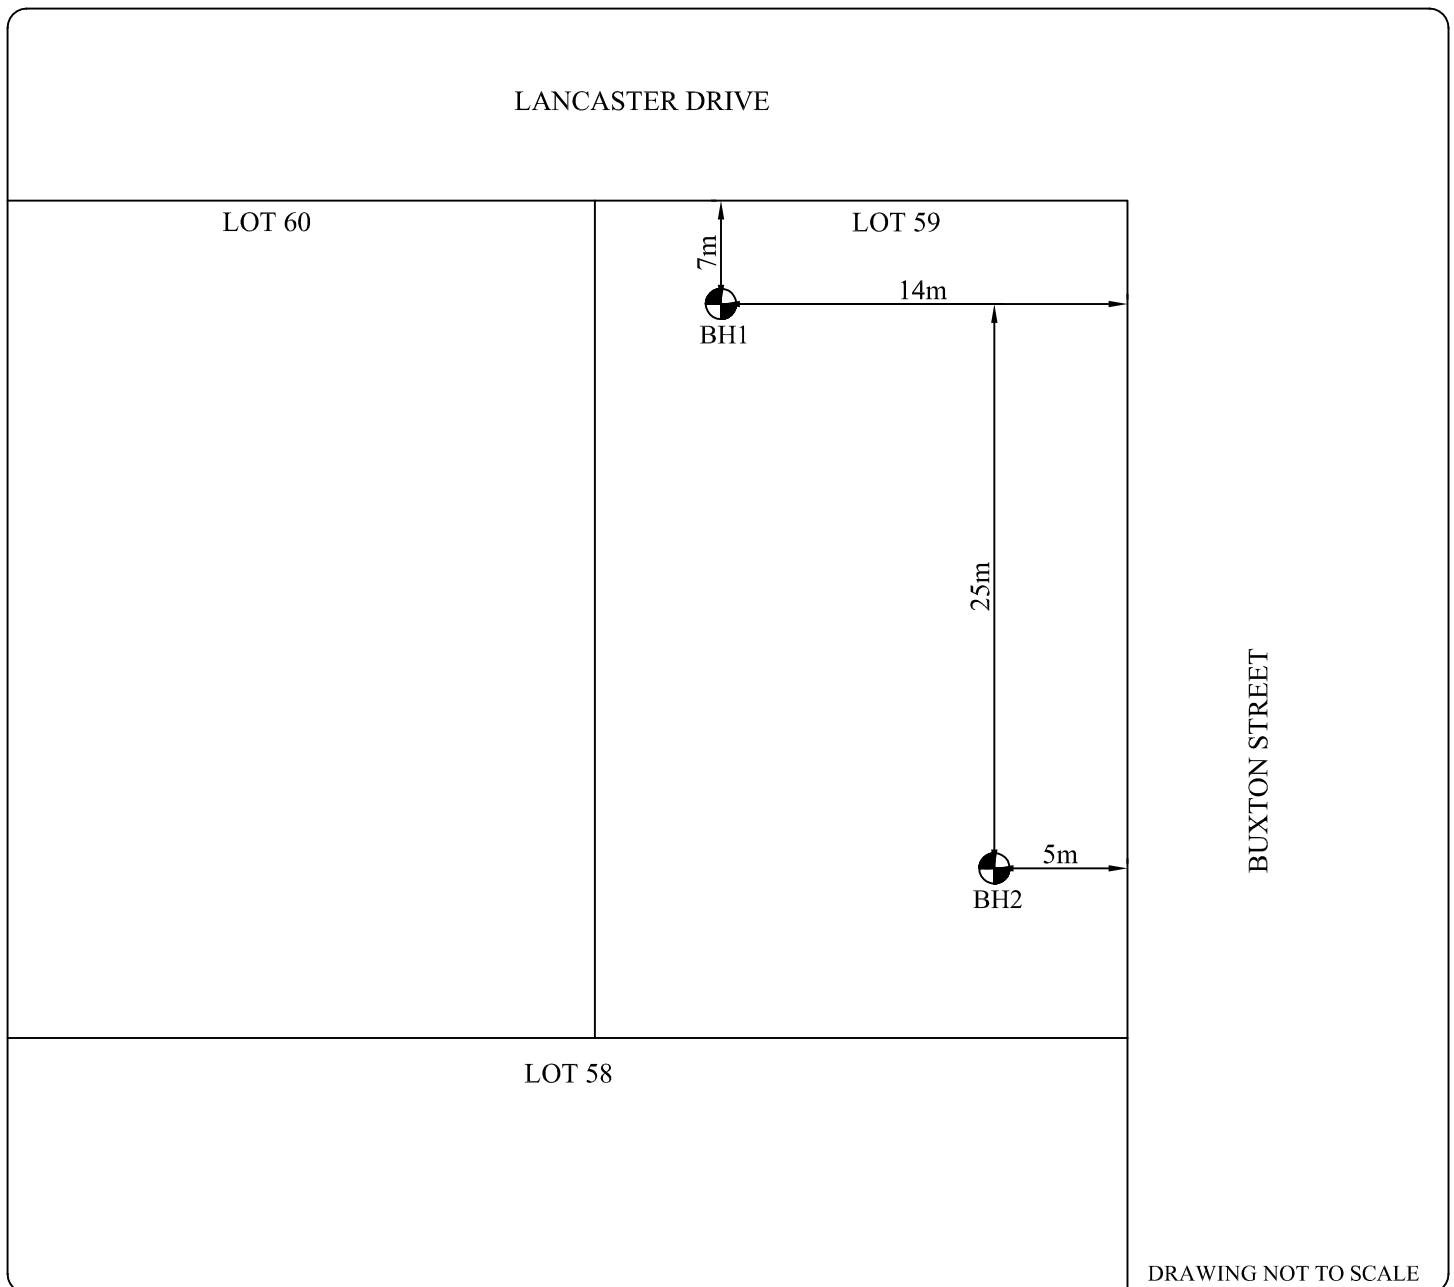 LANCASTER DRIVE
LOT 60
LOT 59
7m
14m
BH1
25m
BUXTON STREET
5m
BH2
LOT 58
DRAWING NOT TO SCALE